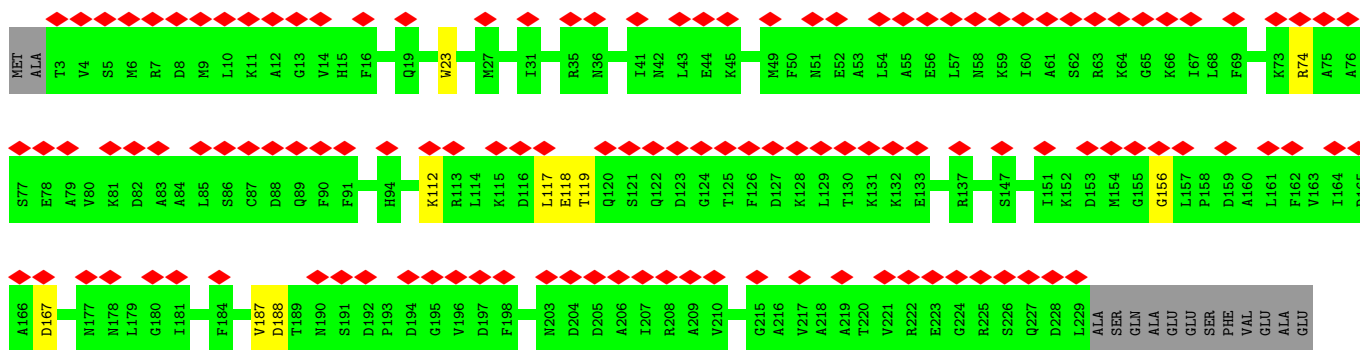 MET ALA T3 V4 S5 M6 R7 D8 M9 L10 K11 A12 G13 V14 H15 F16 Q19 W23 M27 I31 R35 N36 I41 N42 L43 E44 K45 M49 F50 N51 E52 A53 L54 A55 E56 L57 N58 K59 I60 A61 S62 R63 K64 G65 K66 I67 L68 F69 K73 R74 A75 A76
S77 E78 A79 V80 K81 D82 A83 A84 L85 S86 C87 D88 Q89 F90 F91 H94 K112 R113 L114 K115 D116 L117 E118 T119 Q120 S121 Q122 D123 G124 T125 F126 D127 K128 L129 T130 K131 K132 E133 R137 S147 I151 K152 D153 M154 G155 G156 L157 P158 D159 A160 L161 F162 V163 I164
A166 D167 N177 N178 L179 G180 I181 F184 V187 D188 T189 N190 S191 D192 P193 D194 G195 V196 D197 F198 N203 D204 D205 A206 I207 R208 A209 V210 G215 A216 V217 A218 A219 T220 V221 R222 E223 G224 R225 S226 Q227 D228 L229 ALA SER GLN ALA GLU GLU SER PHE VAL GLU ALA GLU